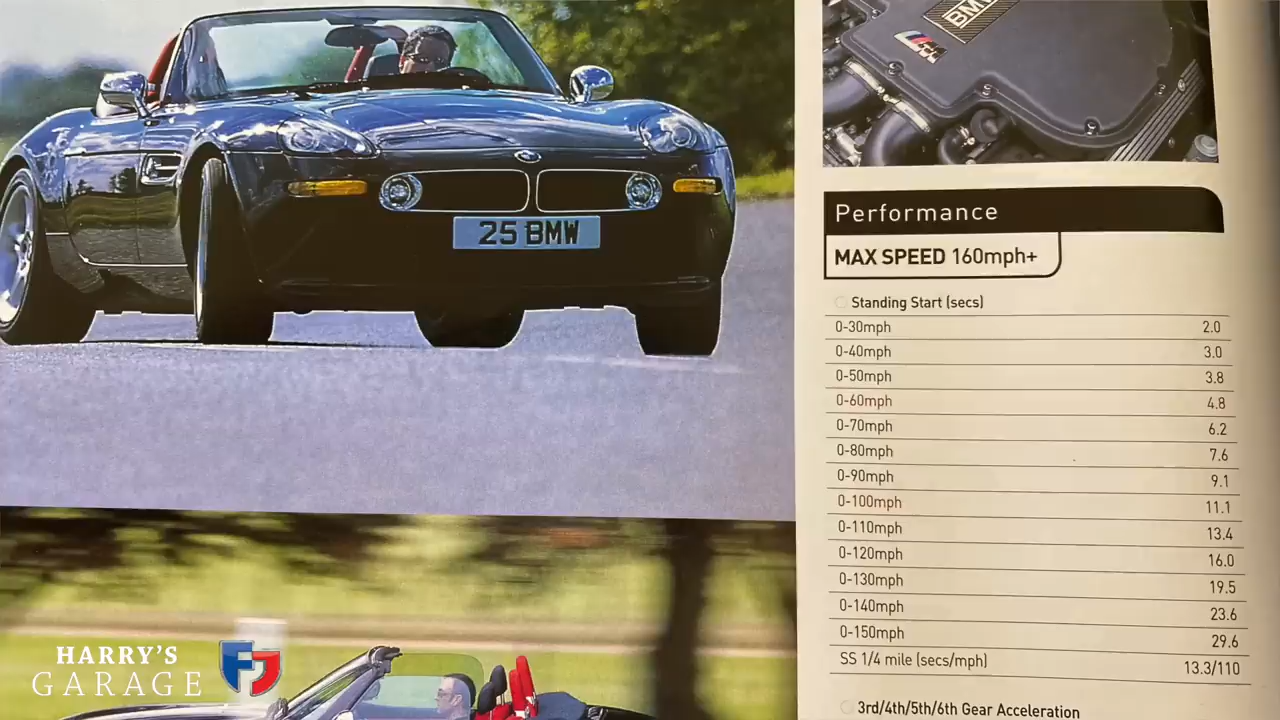 25 BMW
BMW
M
Performance
MAX SPEED 160mph+
Standing Start (secs)
0-30mph 2.0
0-40mph 3.0
0-50mph 3.8
0-60mph 4.8
0-70mph 6.2
0-80mph 7.6
0-90mph 9.1
0-100mph 11.1
0-110mph 13.4
0-120mph 16.0
0-130mph 19.5
0-140mph 23.6
0-150mph 29.6
SS 1/4 mile (secs/mph) 13.3/110
3rd/4th/5th/6th Gear Acceleration
HARRY'S
GARAGE